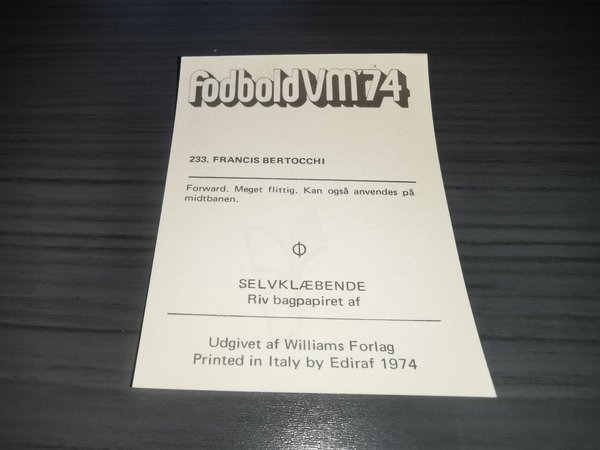 fodbold VM'74
233. FRANCIS BERTOCCHI
Forward. Meget flittig. Kan også anvendes på
midtbanen.
SELVKLÆBENDE
Riv bagpapiret af
Udgivet af Williams Forlag
Printed in Italy by Ediraf 1974